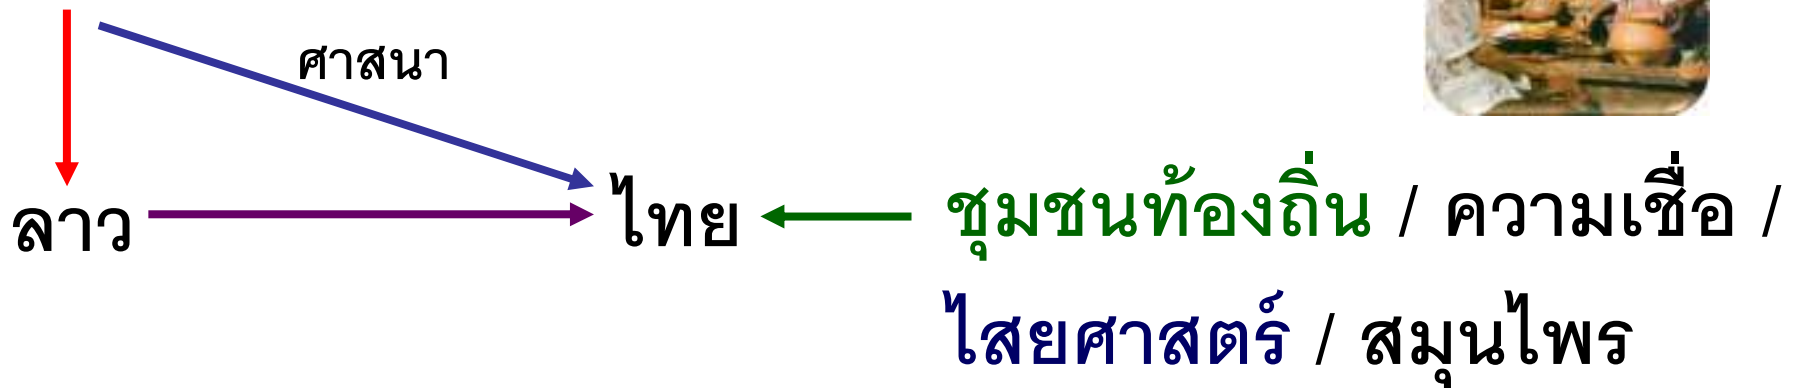 ศาสนา
ลาว ไทย ชุมชนท้องถิ่น / ความเชื่อ /
ไสยศาสตร์ / สมุนไพร